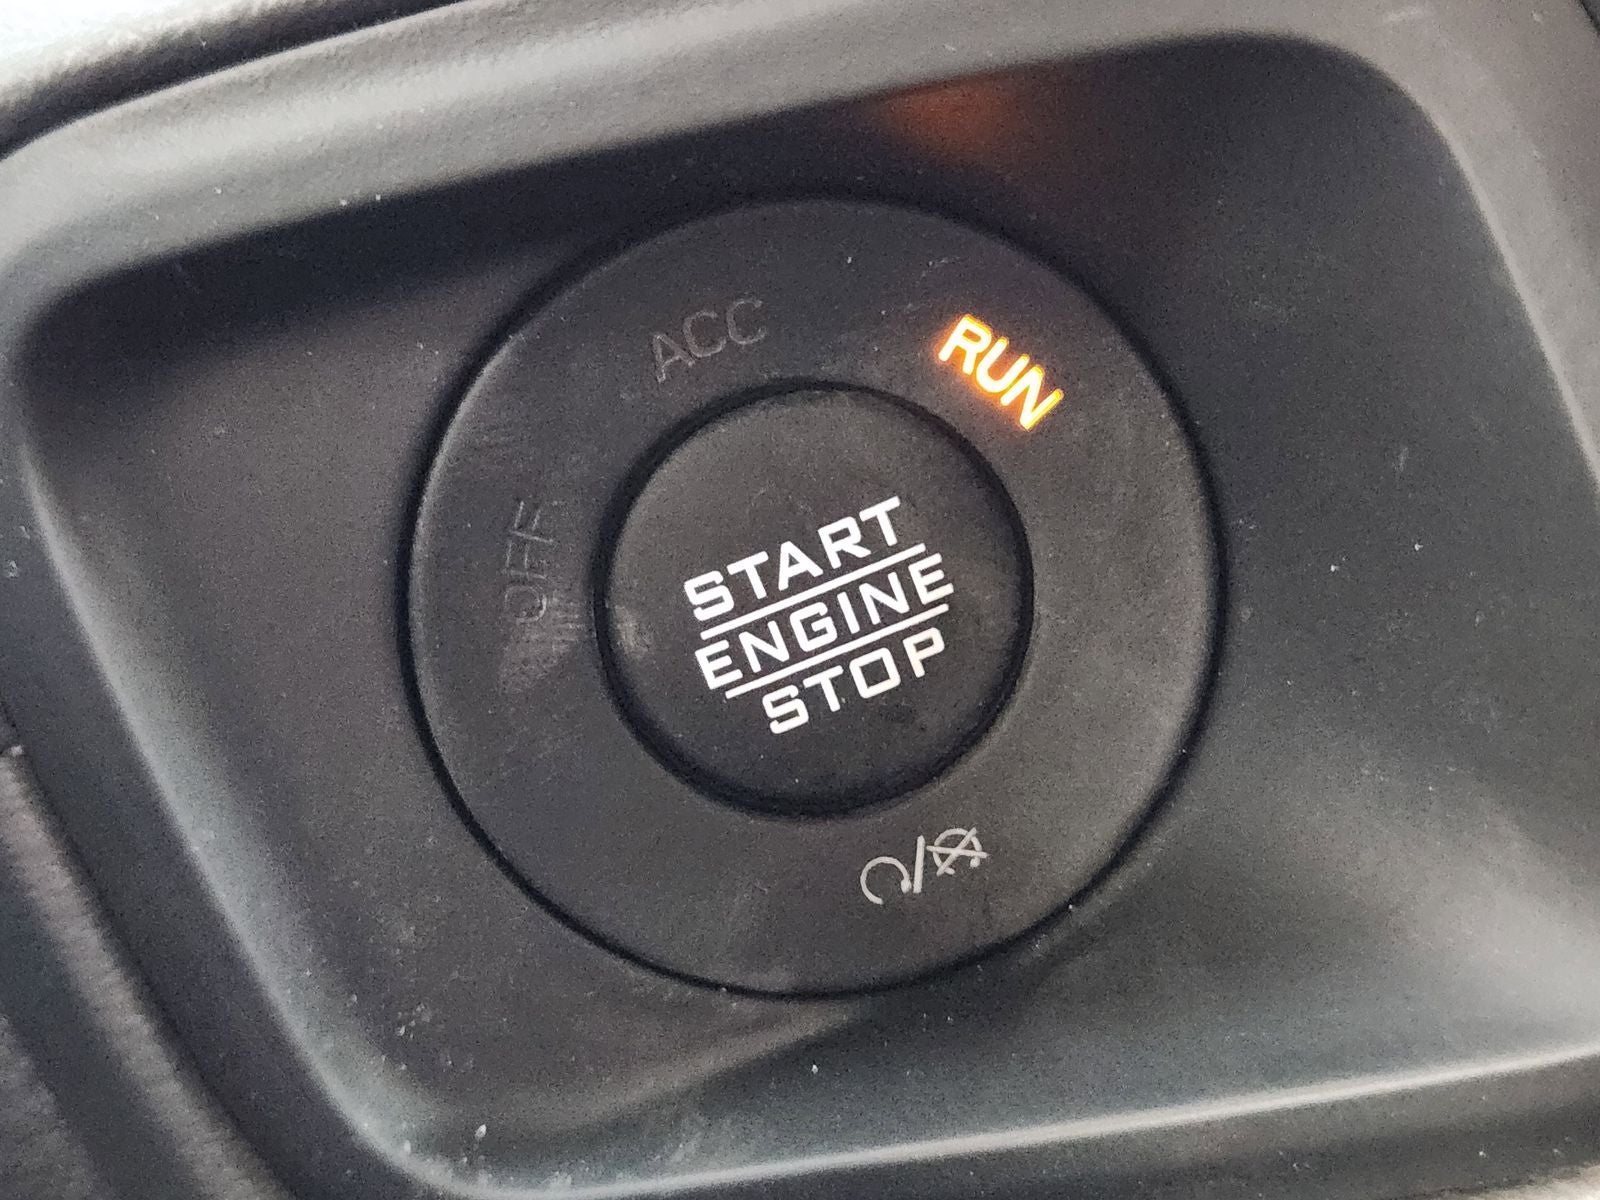 ACC
RUN
OFF
START
ENGINE
STOP